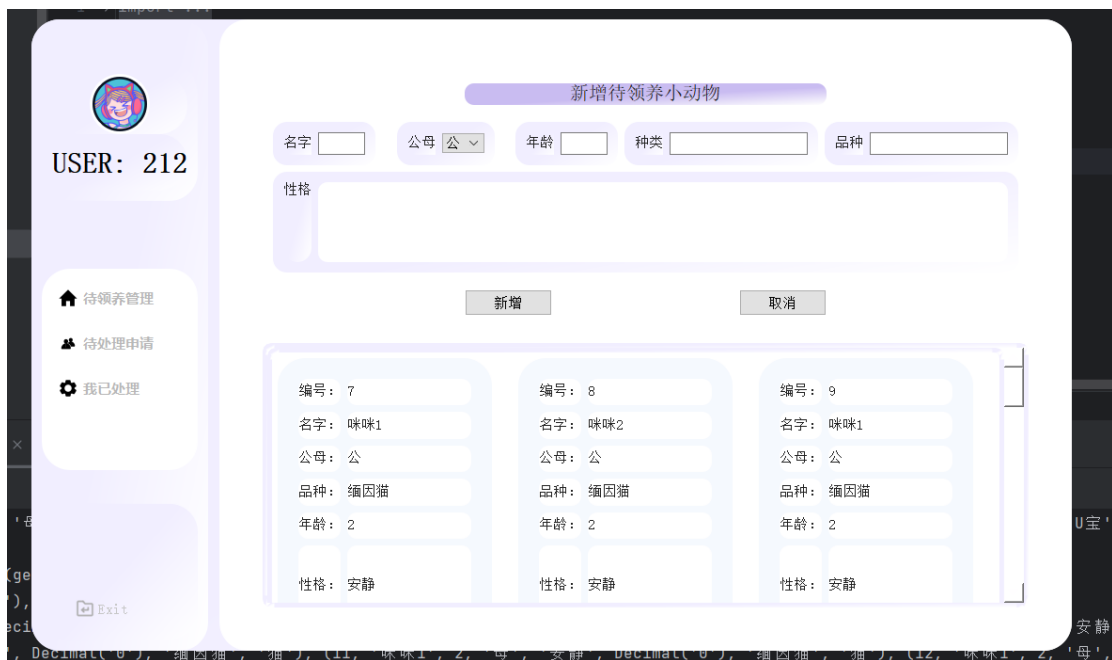 import ...
新增待领养小动物
名字 公母 公 年龄 种类 品种
USER: 212
性格
待领养管理
待处理申请
我已处理
新增 取消
编号: 7 编号: 8 编号: 9
名字: 咪咪1 名字: 咪咪2 名字: 咪咪1
公母: 公 公母: 公 公母: 公
品种: 缅因猫 品种: 缅因猫 品种: 缅因猫
年龄: 2 年龄: 2 年龄: 2
性格: 安静 性格: 安静 性格: 安静
Exit
U宝'
(ge
'),
eci
安静
', Decimal('0'), '缅因猫', '猫'), (11, '咪咪1', 2, '母', '安静', Decimal('0'), '缅因猫', '猫'), (12, '咪咪1', 2, '母',